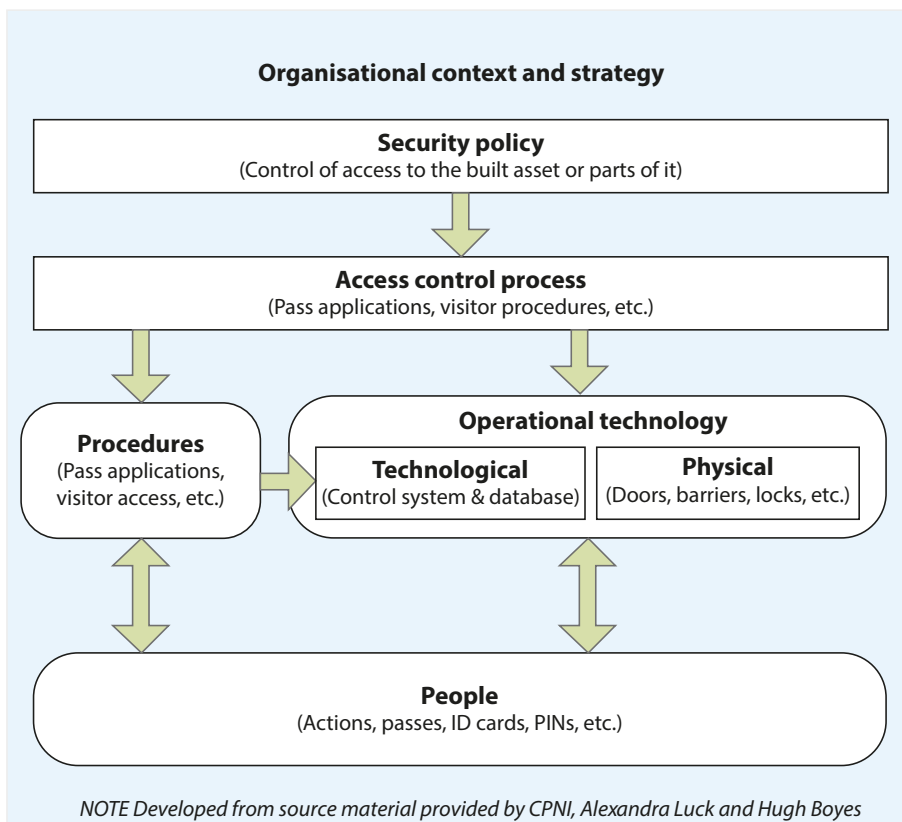 Organisational context and strategy
Security policy
(Control of access to the built asset or parts of it)
Access control process
(Pass applications, visitor procedures, etc.)
Procedures
(Pass applications,
visitor access, etc.)
Operational technology
Technological
(Control system & database)
Physical
(Doors, barriers, locks, etc.)
People
(Actions, passes, ID cards, PINs, etc.)
NOTE Developed from source material provided by CPNI, Alexandra Luck and Hugh Boyes